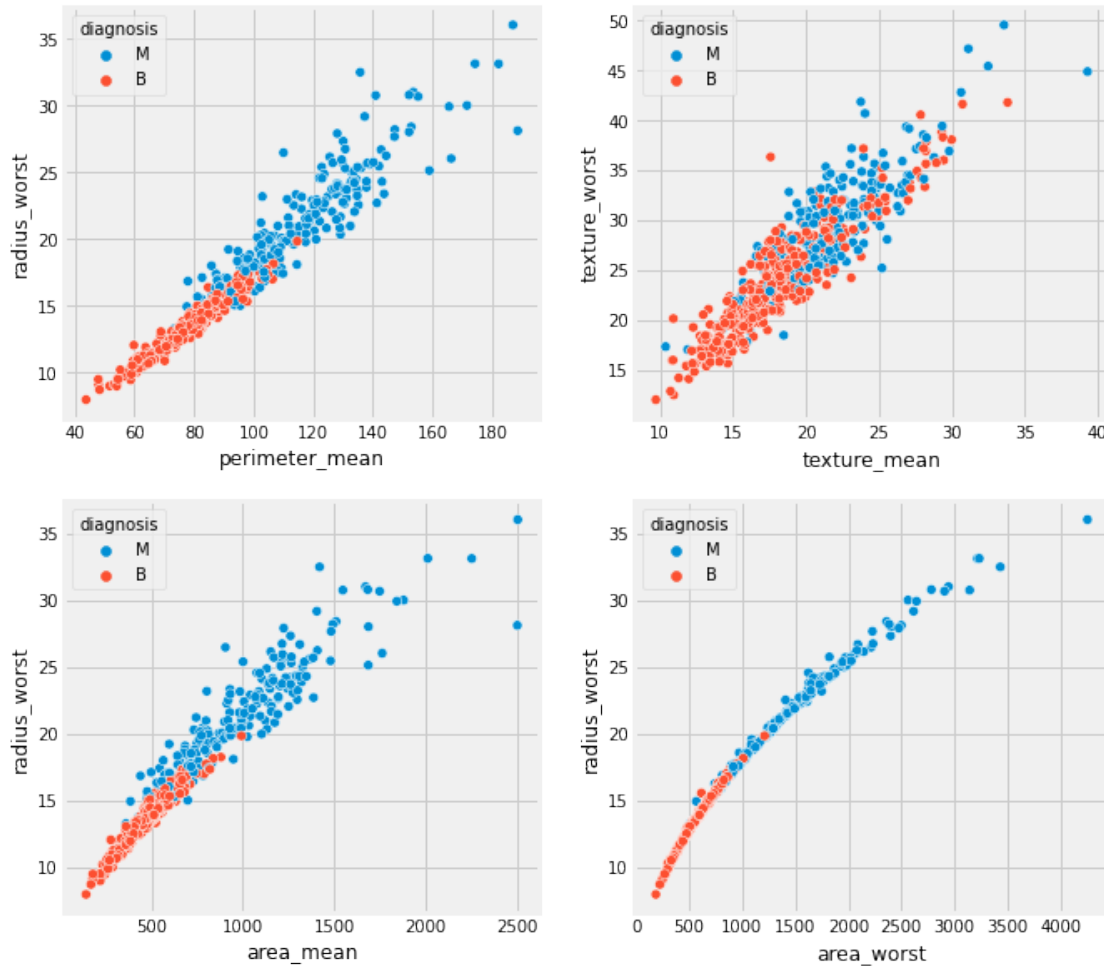 diagnosis
M
B
35
30
25
20
15
10
radius_worst
40 60 80 100 120 140 160 180
perimeter_mean
diagnosis
M
B
50
45
40
35
30
25
20
15
texture_worst
10 15 20 25 30 35 40
texture_mean
diagnosis
M
B
35
30
25
20
15
10
radius_worst
500 1000 1500 2000 2500
area_mean
diagnosis
M
B
35
30
25
20
15
10
radius_worst
0 500 1000 1500 2000 2500 3000 3500 4000
area_worst